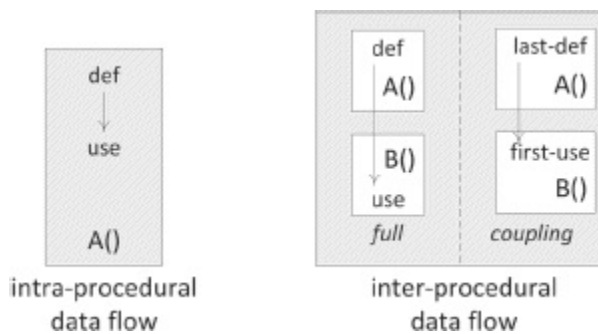 def
use
A()
intra-procedural
data flow
def
A()
B()
use
full
last-def
A()
first-use
B()
coupling
inter-procedural
data flow